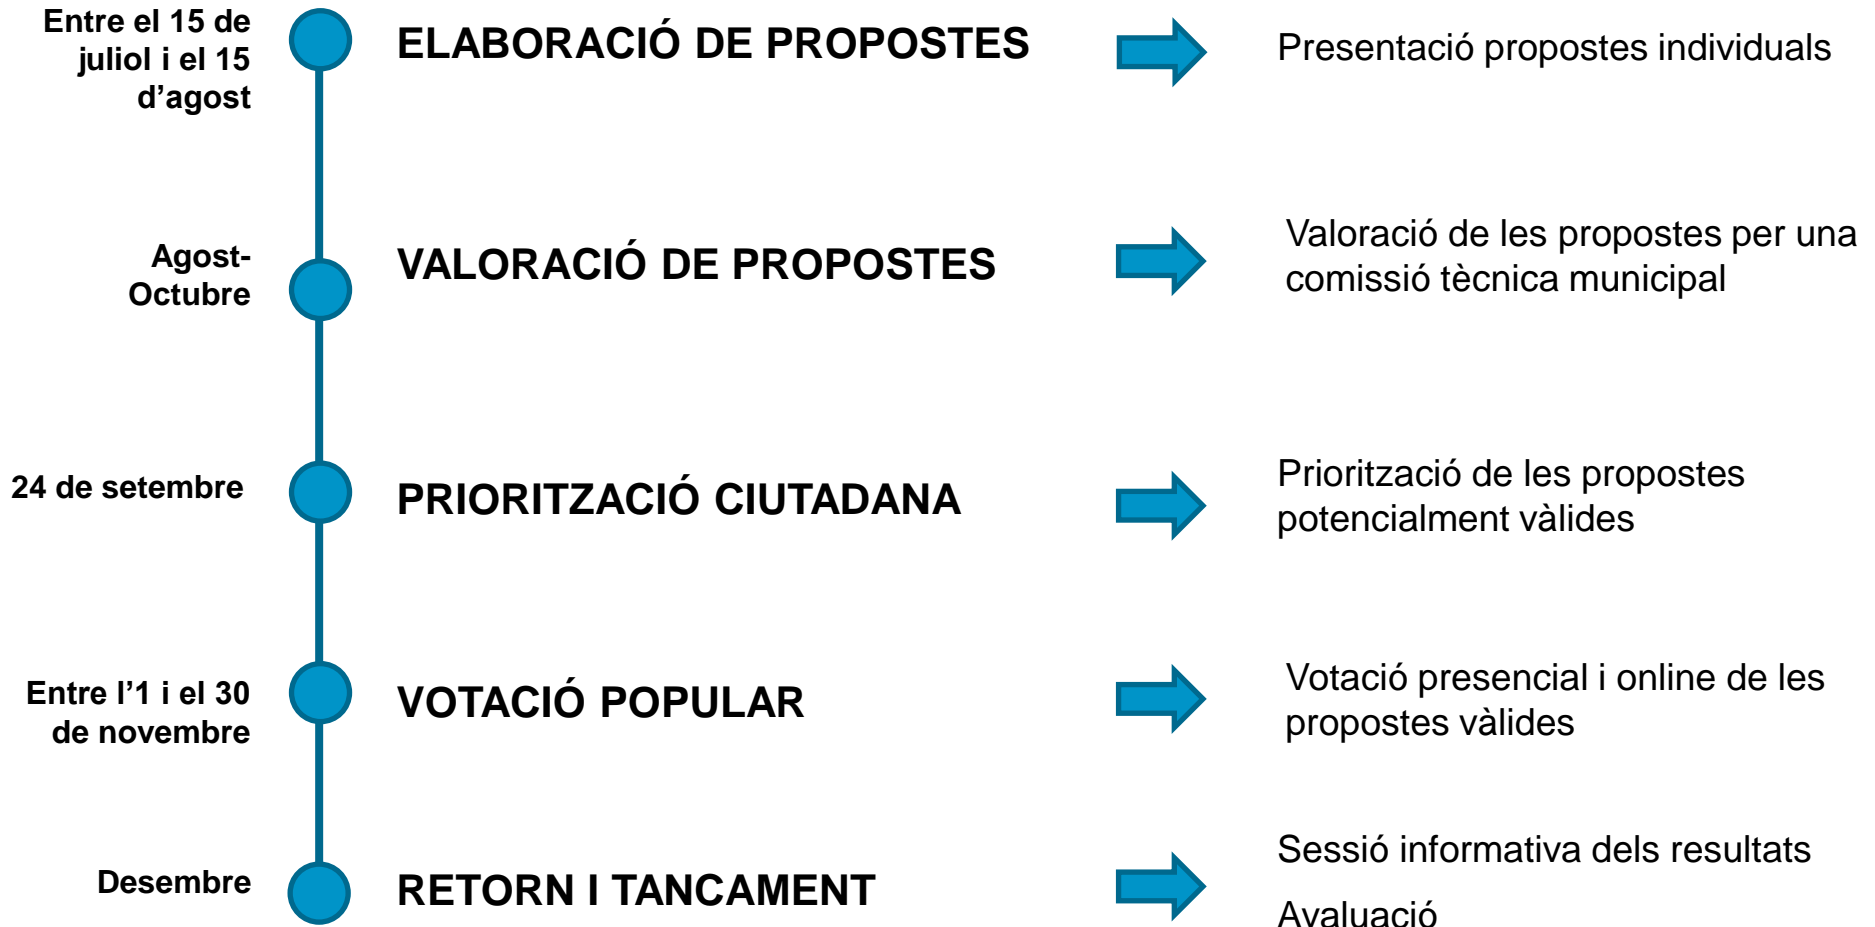 Entre el 15 de
juliol i el 15
d’agost
ELABORACIÓ DE PROPOSTES
Presentació propostes individuals
Agost-
Octubre
VALORACIÓ DE PROPOSTES
Valoració de les propostes per una
comissió tècnica municipal
24 de setembre
PRIORITZACIÓ CIUTADANA
Priorització de les propostes
potencialment vàlides
Entre l’1 i el 30
de novembre
VOTACIÓ POPULAR
Votació presencial i online de les
propostes vàlides
Desembre
RETORN I TANCAMENT
Sessió informativa dels resultats
Avaluació